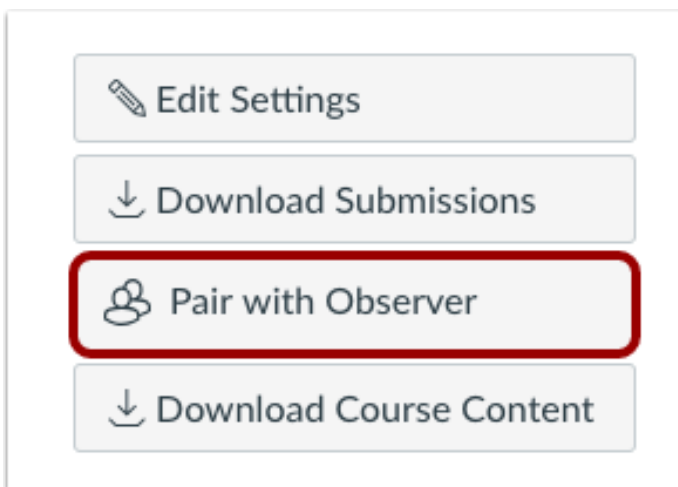 Edit Settings
Download Submissions
Pair with Observer
Download Course Content